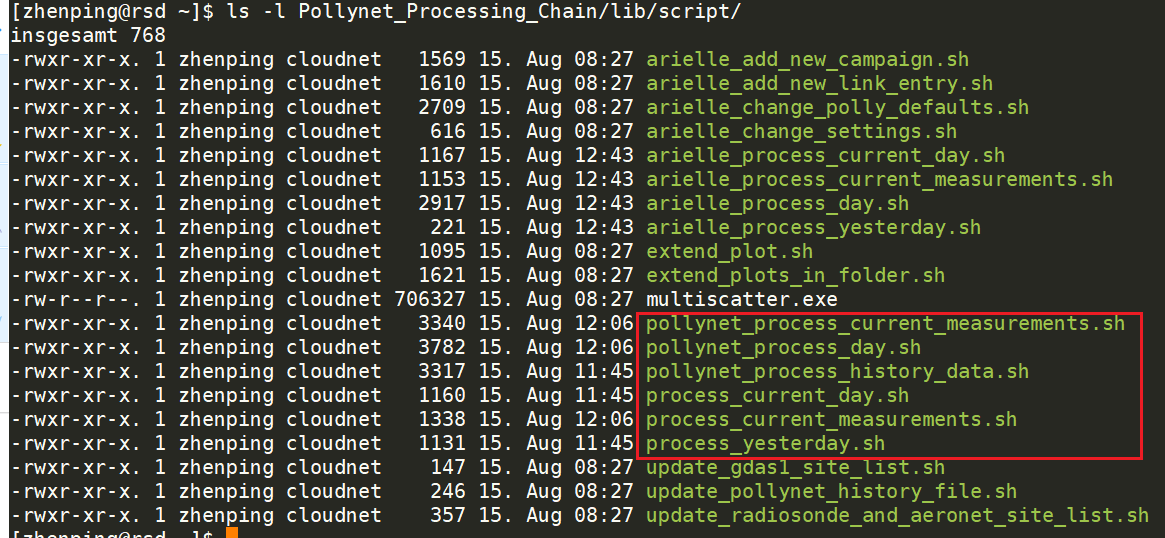 [zhenping@rsd ~]$ ls -l Pollynet_Processing_Chain/lib/script/
insgesamt 768
-rwxr-xr-x. 1 zhenping cloudnet   1569 15. Aug 08:27 arielle_add_new_campaign.sh
-rwxr-xr-x. 1 zhenping cloudnet   1610 15. Aug 08:27 arielle_add_new_link_entry.sh
-rwxr-xr-x. 1 zhenping cloudnet   2709 15. Aug 08:27 arielle_change_polly_defaults.sh
-rwxr-xr-x. 1 zhenping cloudnet    616 15. Aug 08:27 arielle_change_settings.sh
-rwxr-xr-x. 1 zhenping cloudnet   1167 15. Aug 12:43 arielle_process_current_day.sh
-rwxr-xr-x. 1 zhenping cloudnet   1153 15. Aug 12:43 arielle_process_current_measurements.sh
-rwxr-xr-x. 1 zhenping cloudnet   2917 15. Aug 12:43 arielle_process_day.sh
-rwxr-xr-x. 1 zhenping cloudnet    221 15. Aug 12:43 arielle_process_yesterday.sh
-rwxr-xr-x. 1 zhenping cloudnet   1095 15. Aug 08:27 extend_plot.sh
-rwxr-xr-x. 1 zhenping cloudnet   1621 15. Aug 08:27 extend_plots_in_folder.sh
-rw-r--r--. 1 zhenping cloudnet 706327 15. Aug 08:27 multiscatter.exe
-rwxr-xr-x. 1 zhenping cloudnet   3340 15. Aug 12:06 pollynet_process_current_measurements.sh
-rwxr-xr-x. 1 zhenping cloudnet   3782 15. Aug 12:06 pollynet_process_day.sh
-rwxr-xr-x. 1 zhenping cloudnet   3317 15. Aug 11:45 pollynet_process_history_data.sh
-rwxr-xr-x. 1 zhenping cloudnet   1160 15. Aug 11:45 process_current_day.sh
-rwxr-xr-x. 1 zhenping cloudnet   1338 15. Aug 12:06 process_current_measurements.sh
-rwxr-xr-x. 1 zhenping cloudnet   1131 15. Aug 11:45 process_yesterday.sh
-rwxr-xr-x. 1 zhenping cloudnet    147 15. Aug 08:27 update_gdas1_site_list.sh
-rwxr-xr-x. 1 zhenping cloudnet    246 15. Aug 08:27 update_pollynet_history_file.sh
-rwxr-xr-x. 1 zhenping cloudnet    357 15. Aug 08:27 update_radiosonde_and_aeronet_site_list.sh
[zhenping@rsd ~]$